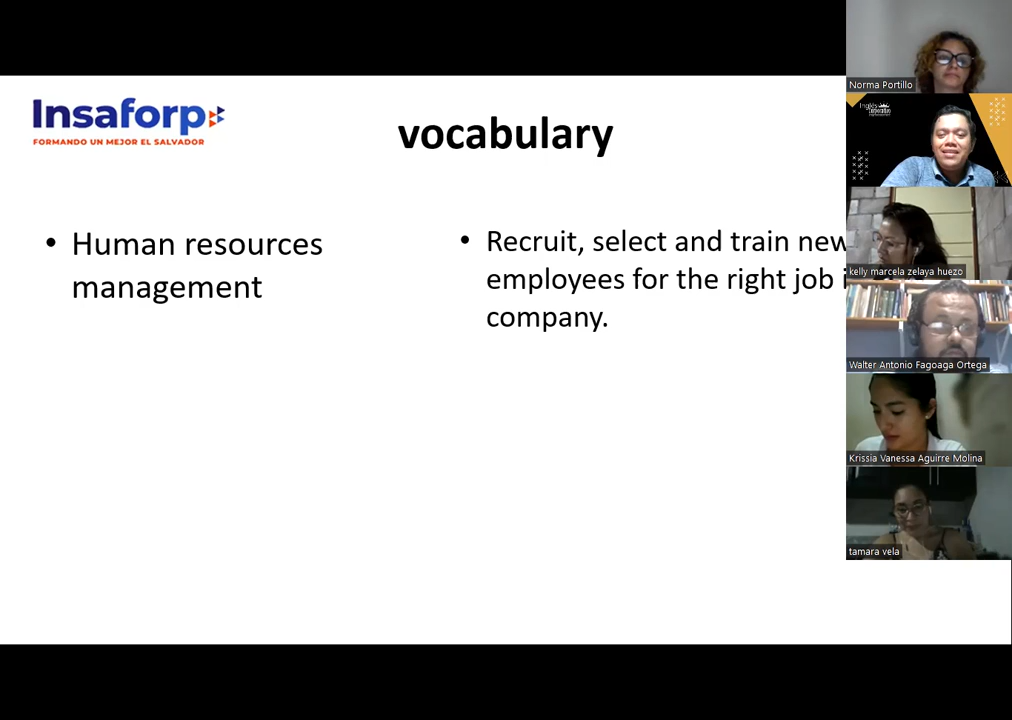 Insaforp
FORMANDO UN MEJOR EL SALVADOR
vocabulary
• Human resources
management
• Recruit, select and train new
employees for the right job
company.
Norma Portillo
Inglés
kelly marcela zelaya huezo
Walter Antonio Fagoaga Ortega
Krissia Vanessa Aguirre Molina
tamara vela